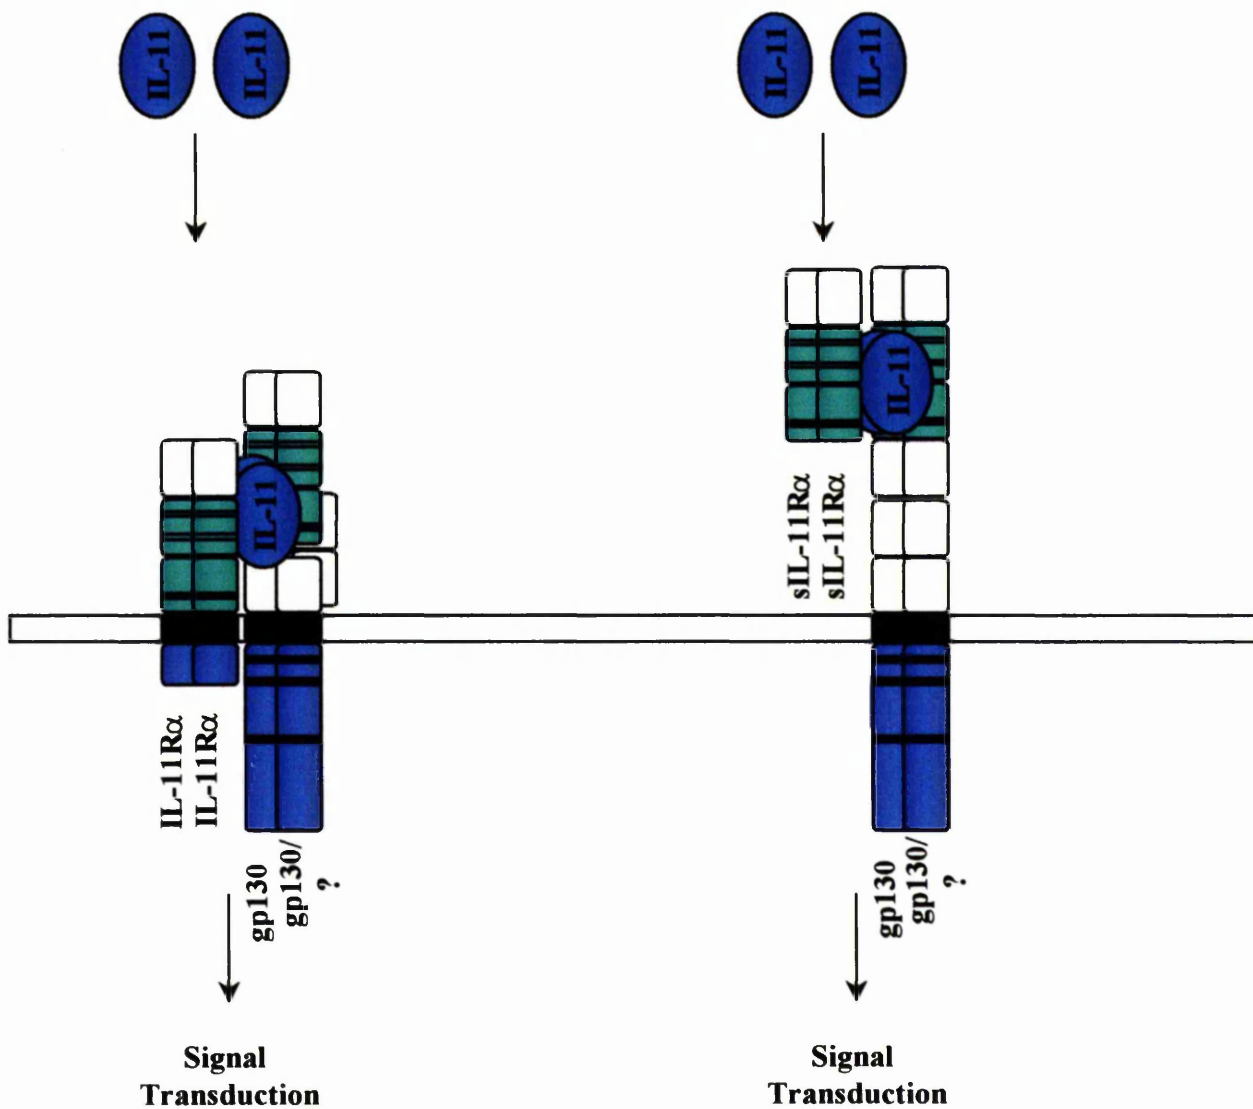 IL-11
IL-11
IL-11
IL-11
IL-11
IL-11
sIL-11Rα
sIL-11Rα
IL-11Rα
IL-11Rα
gp130
gp130/
?
gp130
gp130/
?
Signal
Transduction
Signal
Transduction